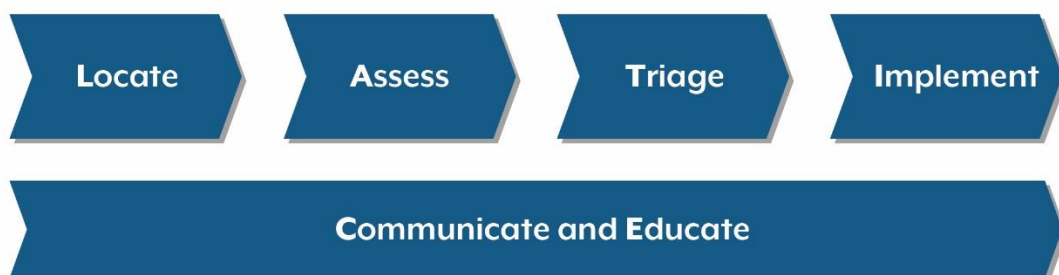 Locate
Assess
Triage
Implement
Communicate and Educate